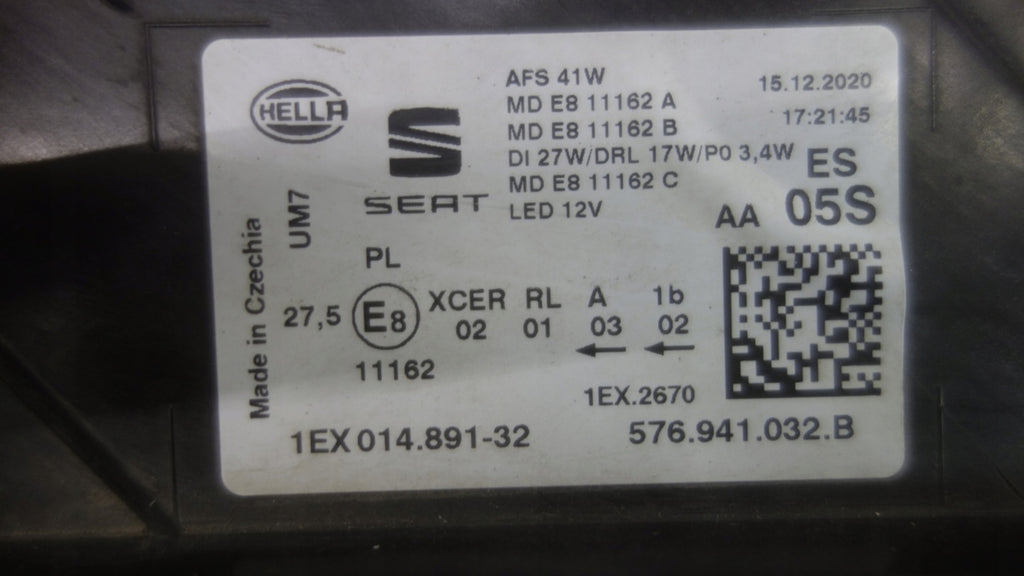 HELLA
SEAT
AFS 41W
MD E8 11162 A
MD E8 11162 B
DI 27W/DRL 17W/P0 3,4W
MD E8 11162 C
LED 12V
15.12.2020
17:21:45
ES
AA 05S
Made in Czechia
UM7
PL
27,5 E8 XCER RL A 1b
02 01 03 02
← ←
11162
1EX.2670
1EX 014.891-32
576.941.032.B